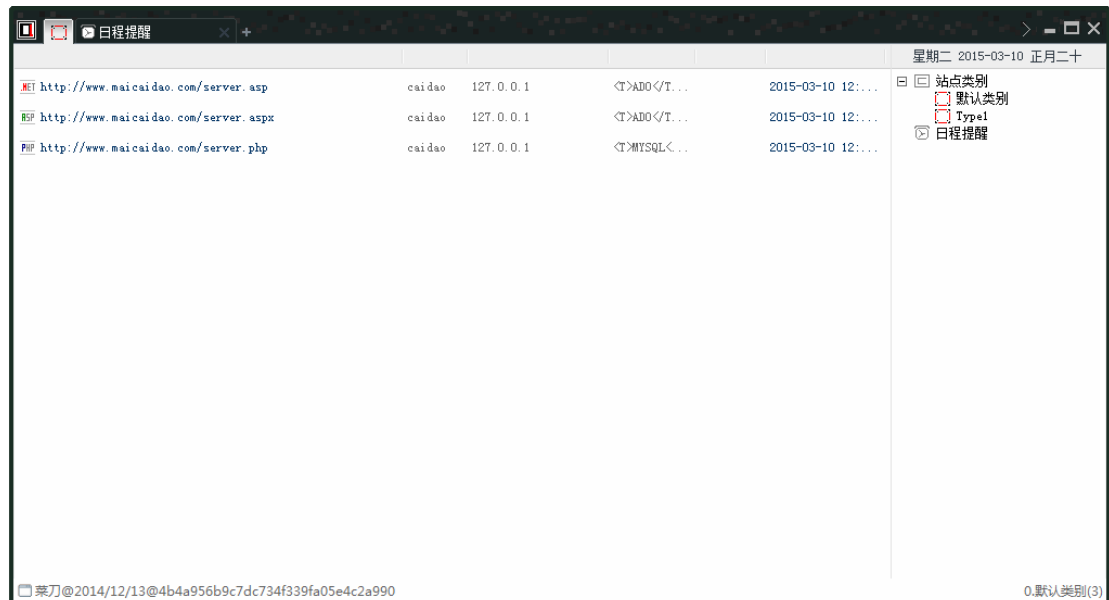 日程提醒
星期二 2015-03-10 正月二十
.NET http://www.maicaidao.com/server.asp caidao 127.0.0.1 <T>ADO</T... 2015-03-10 12:...
ASP http://www.maicaidao.com/server.aspx caidao 127.0.0.1 <T>ADO</T... 2015-03-10 12:...
PHP http://www.maicaidao.com/server.php caidao 127.0.0.1 <T>MYSQL<... 2015-03-10 12:...
站点类别
默认类别
Type1
日程提醒
菜刀@2014/12/13@4b4a956b9c7dc734f339fa05e4c2a990
0.默认类别(3)